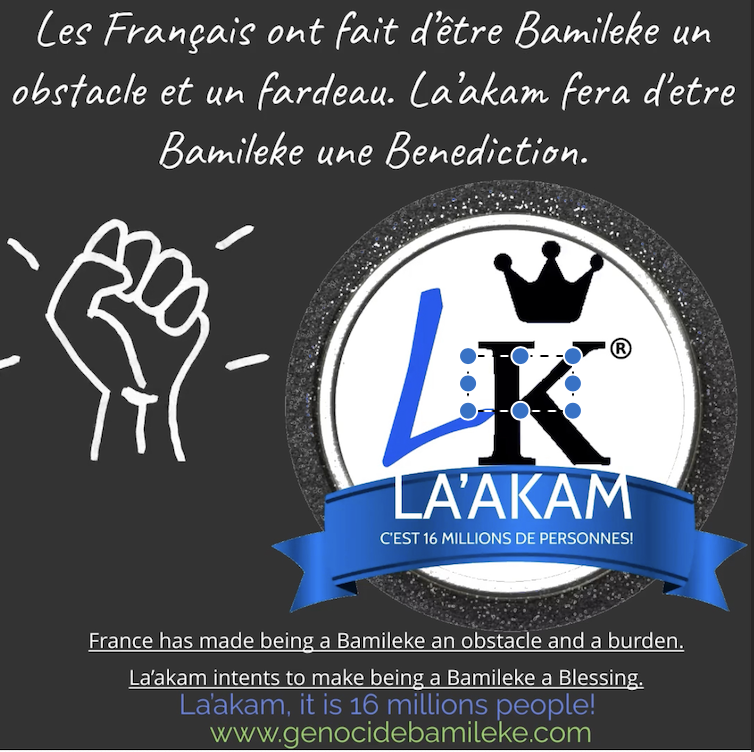 Les Français ont fait d'être Bamileke un
obstacle et un fardeau. La'akam fera d'etre
Bamileke une Benediction.
LK®
LA'AKAM
C'EST 16 MILLIONS DE PERSONNES!
France has made being a Bamileke an obstacle and a burden.
La'akam intents to make being a Bamileke a Blessing.
La'akam, it is 16 millions people!
www.genocidebamileke.com